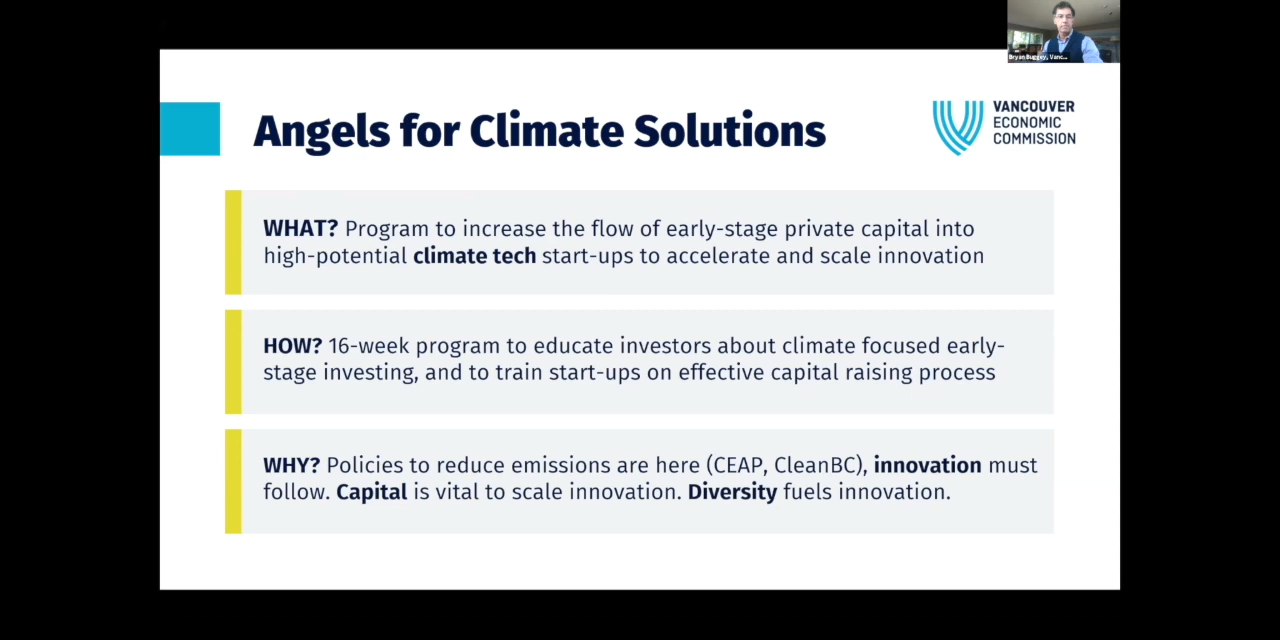 Bryan Buggey, Vanc...
Angels for Climate Solutions
VANCOUVER
ECONOMIC
COMMISSION
WHAT? Program to increase the flow of early-stage private capital into
high-potential climate tech start-ups to accelerate and scale innovation
HOW? 16-week program to educate investors about climate focused early-
stage investing, and to train start-ups on effective capital raising process
WHY? Policies to reduce emissions are here (CEAP, CleanBC), innovation must
follow. Capital is vital to scale innovation. Diversity fuels innovation.